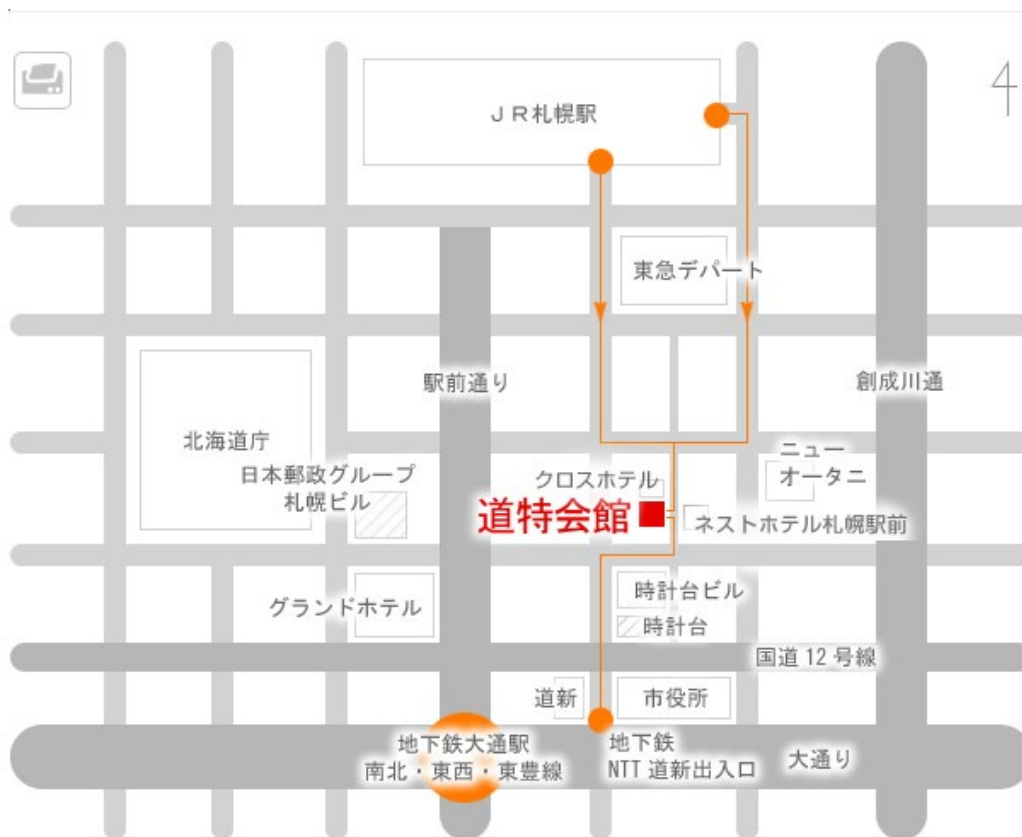 JR札幌駅
東急デパート
駅前通り
創成川通
北海道庁
日本郵政グループ
札幌ビル
クロスホテル
ニュー
オータニ
道特会館
ネストホテル札幌駅前
グランドホテル
時計台ビル
時計台
国道12号線
道新
市役所
地下鉄大通駅
南北・東西・東豊線
地下鉄
NTT 道新出入口
大通り